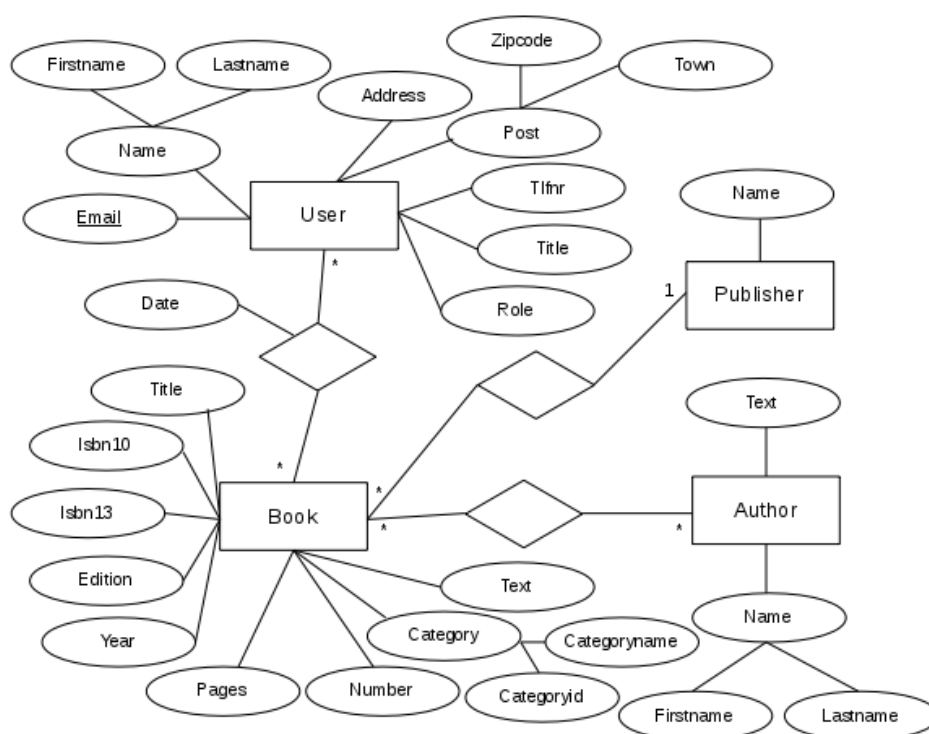 Zipcode
Firstname
Lastname
Town
Address
Post
Name
Tlfnr
Name
Email
User
Title
*
Publisher
1
Date
Role
Title
Text
Isbn10
*
*
Isbn13
Book
*
*
Author
Edition
Text
Year
Category
Categoryname
Name
Pages
Number
Categoryid
Firstname
Lastname